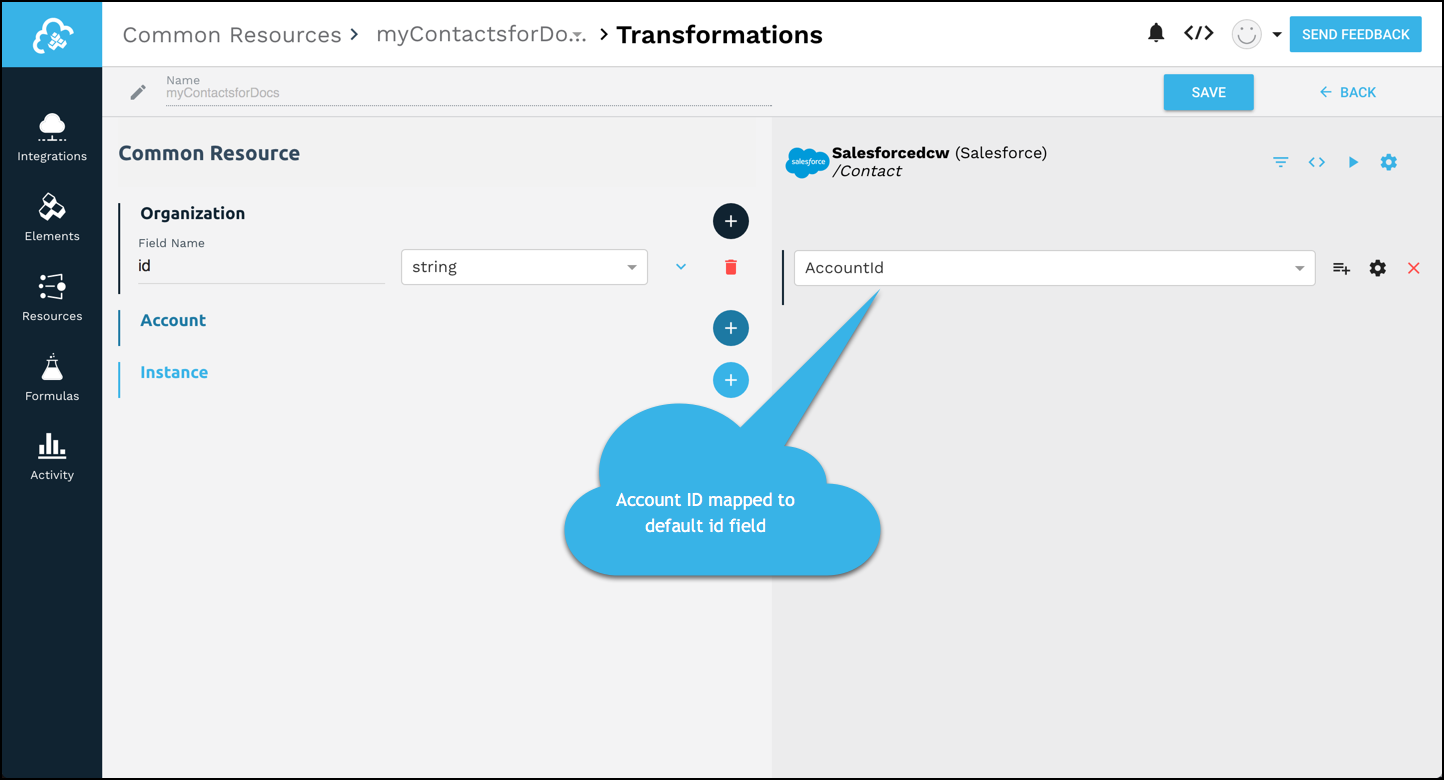 Common Resources > myContactsforDo... > Transformations
</> SEND FEEDBACK
Name
myContactsforDocs
SAVE
← BACK
Integrations
Elements
Resources
Formulas
Activity
Common Resource
Organization
Field Name
id
string
Account
Instance
salesforce
Salesforcedcw (Salesforce)
/Contact
AccountId
Account ID mapped to
default id field